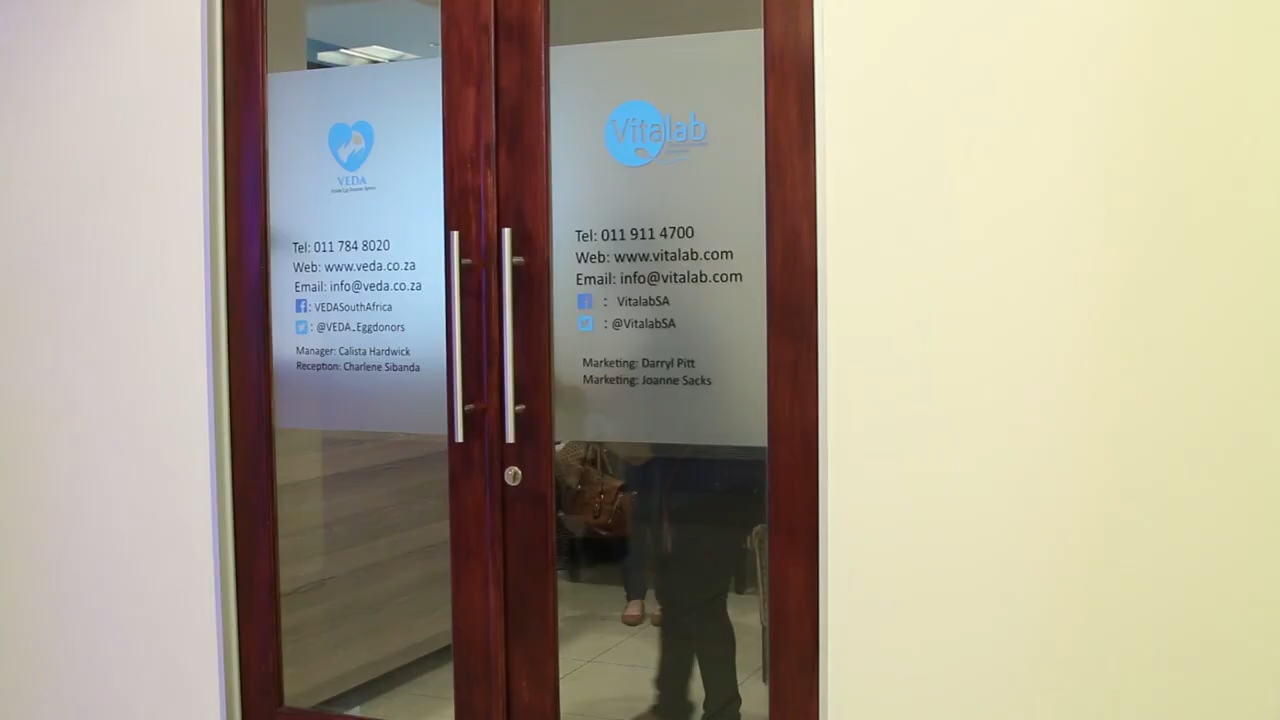 VEDA
Tel: 011 784 8020
Web: www.veda.co.za
Email: info@veda.co.za
: VEDASouthAfrica
: @VEDA_Eggdonors
Manager: Calista Hardwick
Reception: Charlene Sibanda
Vitalab
Tel: 011 911 4700
Web: www.vitalab.com
Email: info@vitalab.com
: VitalabSA
: @VitalabSA
Marketing: Darryl Pitt
Marketing: Joanne Sacks